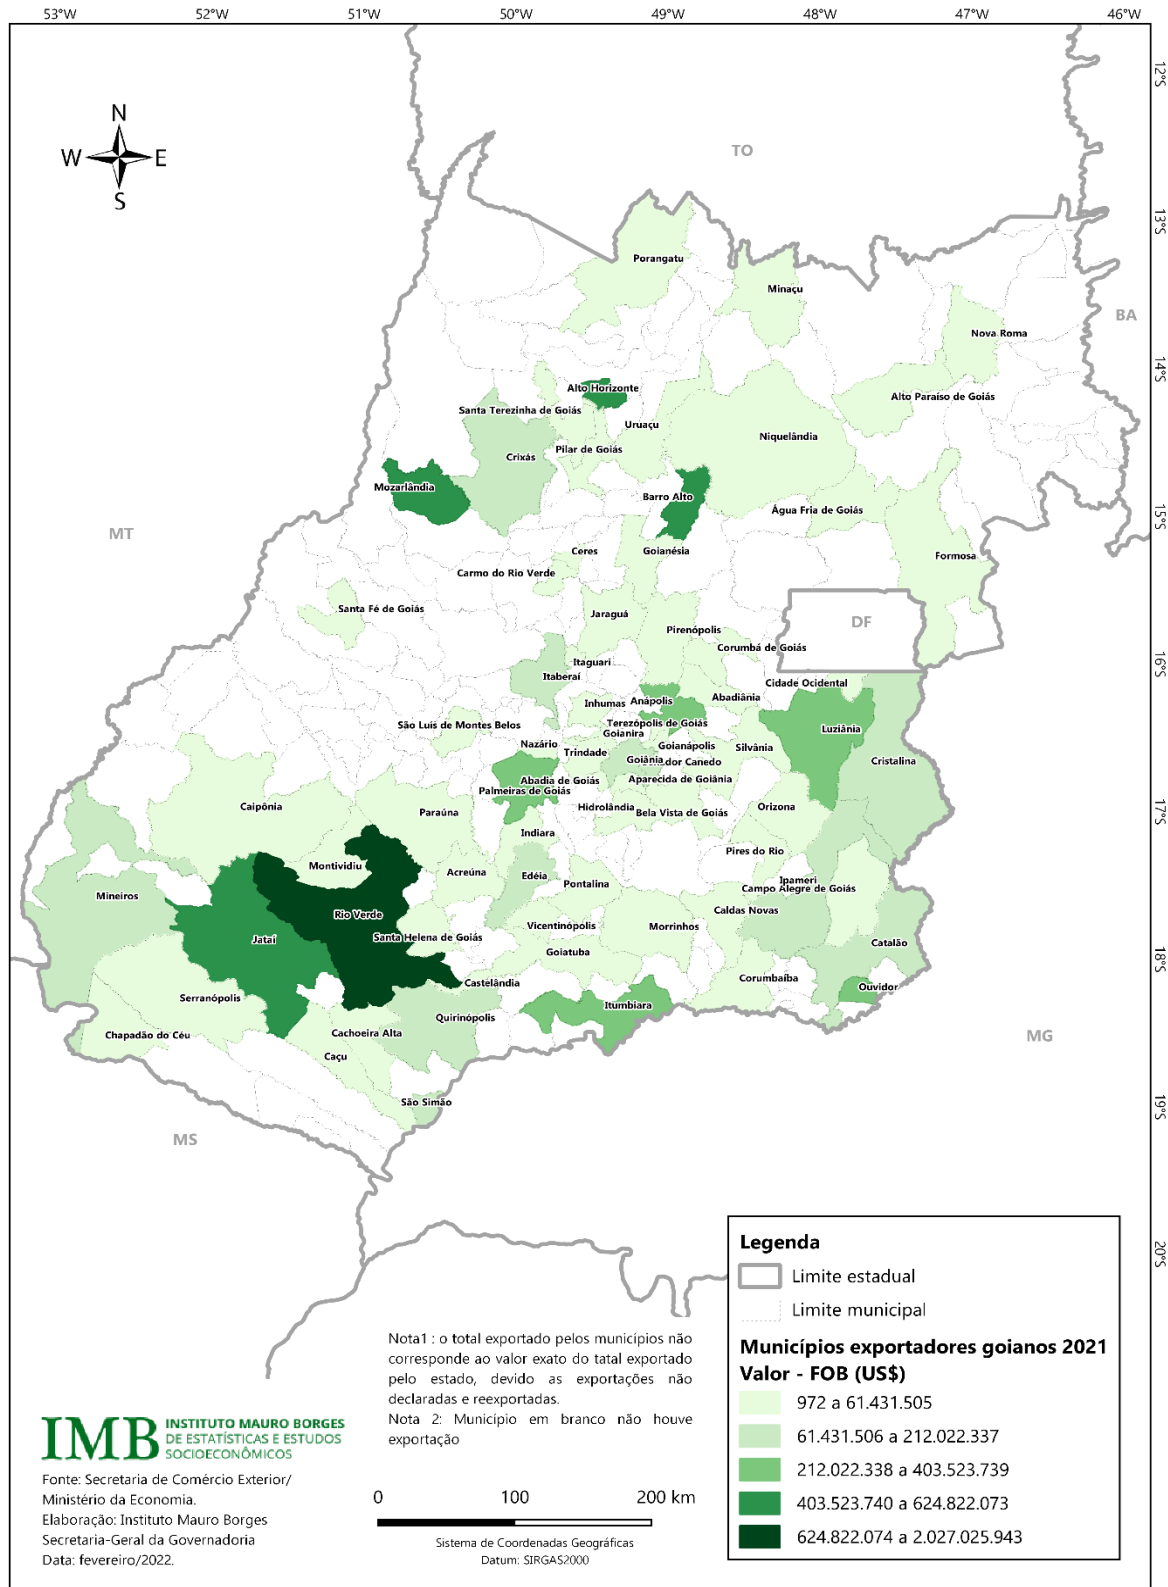 53°W 52°W 51°W 50°W 49°W 48°W 47°W 46°W
12°S
N
W E
S
TO
13°S
Porangatu
Minaçu
BA
Nova Roma
14°S
Alto Horizonte
Alto Paraíso de Goiás
Santa Terezinha de Goiás
Uruaçu
Niquelândia
Pilar de Goiás
Crixás
Mozarlândia
Barro Alto
Água Fria de Goiás
15°S
MT
Ceres
Goianésia
Formosa
Carmo do Rio Verde
Santa Fé de Goiás
Jaraguá
DF
Pirenópolis
Corumbá de Goiás
16°S
Itaguari
Itaberaí
Cidade Ocidental
Inhumas
Anápolis
Abadiânia
São Luís de Montes Belos
Terezópolis de Goiás
Luziânia
Goianira
Nazário
Goianápolis
Silvânia
Trindade
Goiânia
dor Canedo
Cristalina
Abadia de Goiás
Aparecida de Goiânia
Palmeiras de Goiás
Caipônia
Hidrolândia
Orizona
Paraúna
Bela Vista de Goiás
17°S
Indiara
Montividiu
Pires do Rio
Acreúna
Edéia
Ipameri
Pontalina
Campo Alegre de Goiás
Mineiros
Rio Verde
Caldas Novas
Vicentinópolis
Morrinhos
Jataí
Santa Helena de Goiás
Catalão
Goiatuba
18°S
Corumbaíba
Castelândia
Ouvidor
Serranópolis
Itumbiara
Quirinópolis
Chapadão do Céu
Cachoeira Alta
MG
Caçu
São Simão
19°S
MS
20°S
Legenda
Limite estadual
Limite municipal
Municípios exportadores goianos 2021
Valor - FOB (US$)
972 a 61.431.505
61.431.506 a 212.022.337
212.022.338 a 403.523.739
403.523.740 a 624.822.073
624.822.074 a 2.027.025.943
Nota1 : o total exportado pelos municípios não
corresponde ao valor exato do tatal exportado
pelo estado, devido as exportações não
declaradas e reexportadas.
Nota 2: Município em branco não houve
exportação
IMB INSTITUTO MAURO BORGES
DE ESTATÍSTICAS E ESTUDOS
SOCIOECONÔMICOS
Fonte: Secretaria de Comércio Exterior/
Ministério da Economia.
Elaboração: Instituto Mauro Borges
Secretaria-Geral da Governadoria
Data: fevereiro/2022.
0 100 200 km
Sistema de Coordenadas Geográficas
Datum: SIRGAS2000